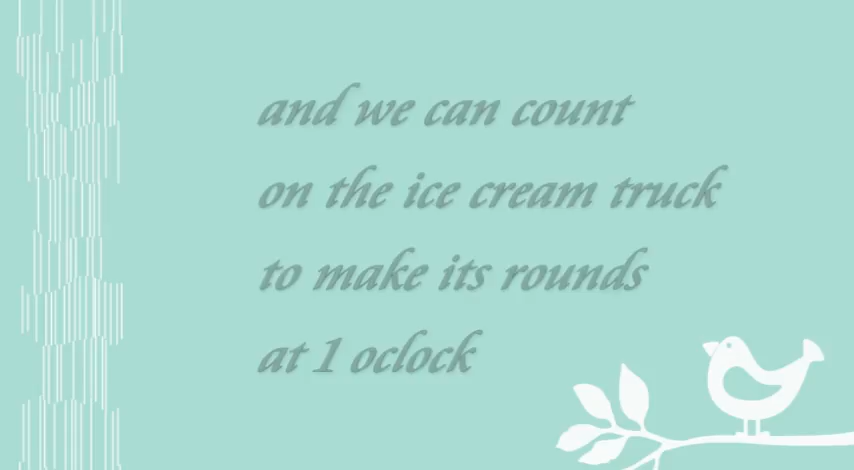 and we can count
on the ice cream truck
to make its rounds
at 1 oclock